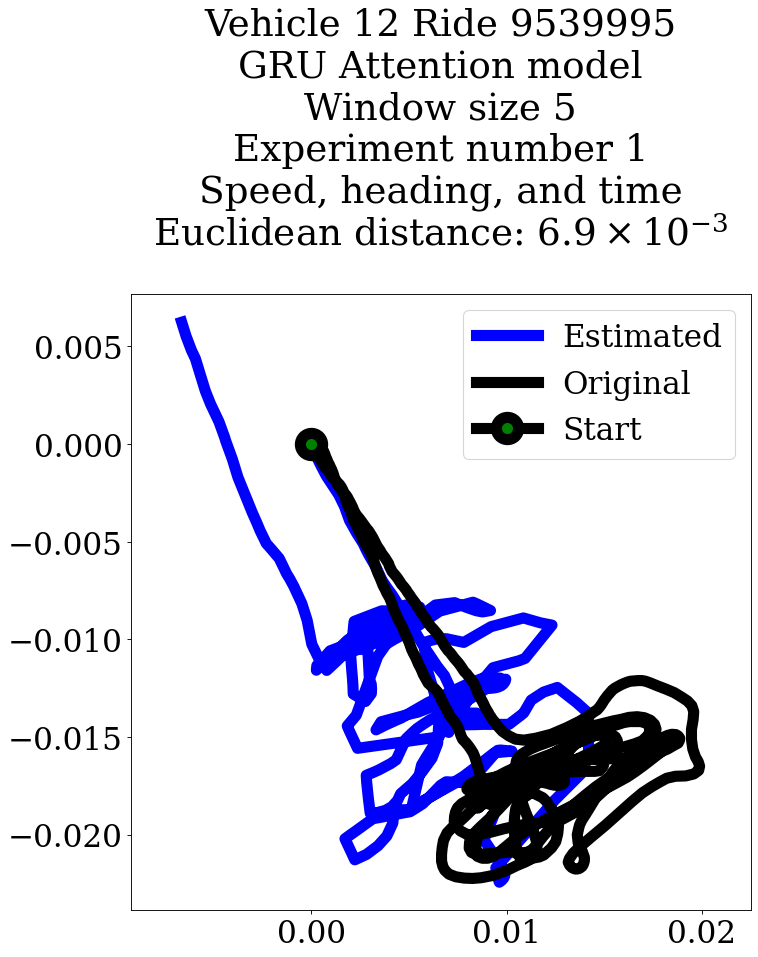 Vehicle 12 Ride 9539995
GRU Attention model
Window size 5
Experiment number 1
Speed, heading, and time
Euclidean distance: 6.9 × 10⁻³
Estimated
Original
Start
0.005
0.000
−0.005
−0.010
−0.015
−0.020
0.00 0.01 0.02